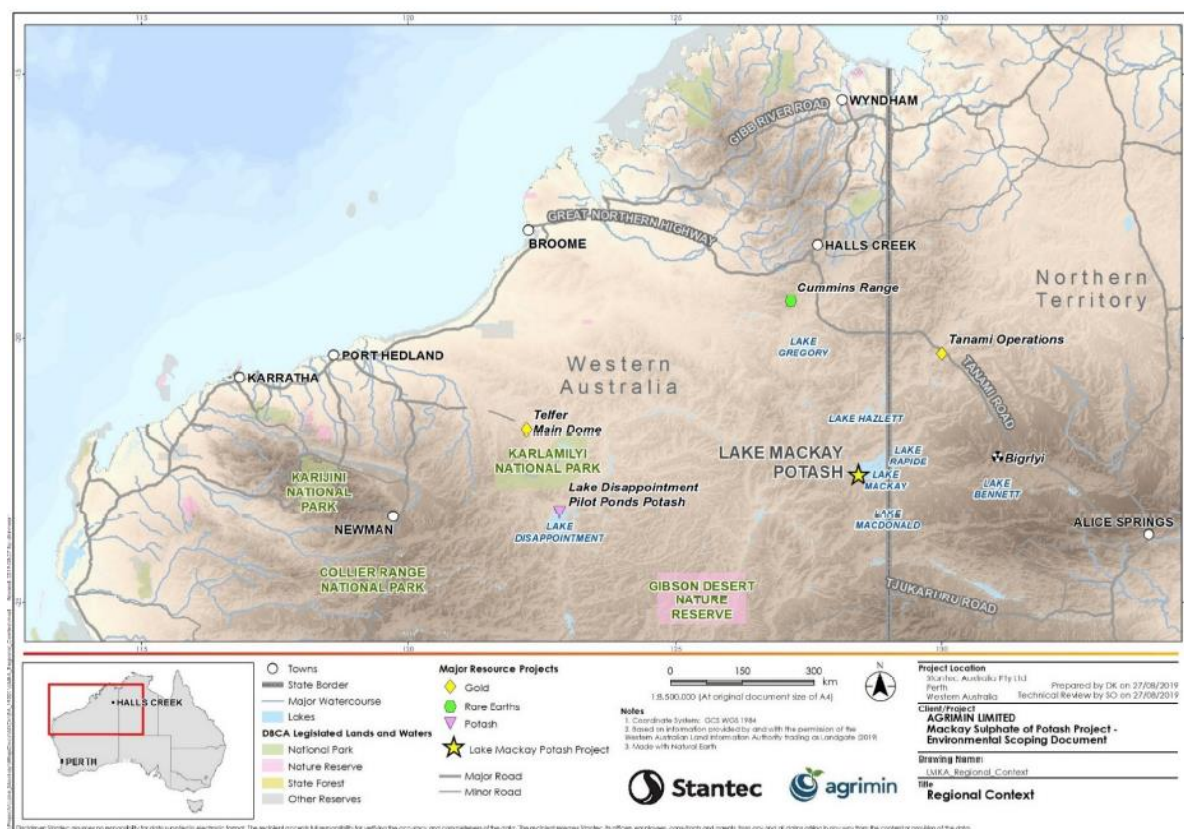 115
120
125
130
-15
WYNDHAM
GIBB RIVER ROAD
GREAT NORTHERN HIGHWAY
BROOME
HALLS CREEK
Northern
Territory
Cummins Range
-20
LAKE
GREGORY
Tanami Operations
TANAMI ROAD
PORT HEDLAND
KARRATHA
Western
Australia
Telfer
Main Dome
KARLAMILYI
NATIONAL PARK
LAKE HAZLETT
LAKE MACKAY
POTASH
LAKE
RAPIDE
LAKE
MACKAY
Bigrlyi
LAKE
BENNETT
KARIJINI
NATIONAL
PARK
Lake Disappointment
Pilot Ponds Potash
LAKE
DISAPPOINTMENT
NEWMAN
LAKE
MACDONALD
ALICE SPRINGS
COLLIER RANGE
NATIONAL PARK
GIBSON DESERT
NATURE
RESERVE
TJUKARURU ROAD
115
120
125
130
HALLS CREEK
PERTH
Towns
State Border
Major Watercourse
Lakes
DBCA Legislated Lands and Waters
National Park
Nature Reserve
State Forest
Other Reserves
Major Resource Projects
Gold
Rare Earths
Potash
Lake Mackay Potash Project
Major Road
Minor Road
0 150 300
km
1:8,500,000 (At original document size of A4)
N
Notes
1. Coordinate System: GCS WGS 1984
2. Based on information provided by and with the permission of the
Western Australian Land Information Authority trading as Landgate (2019)
3. Made with Natural Earth
Stantec
agrimin
Project Location
Stantec Australia Pty Ltd
Perth
Western Australia
Prepared by DK on 27/08/2019
Technical Review by SO on 27/08/2019
Client/Project
AGRIMIN LIMITED
Mackay Sulphate of Potash Project -
Environmental Scoping Document
Drawing Name:
LMKA_Regional_Context
Title
Regional Context